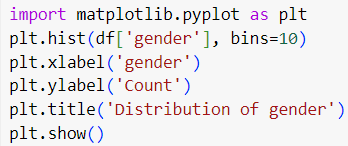 import matplotlib.pyplot as plt
plt.hist(df['gender'], bins=10)
plt.xlabel('gender')
plt.ylabel('Count')
plt.title('Distribution of gender')
plt.show()